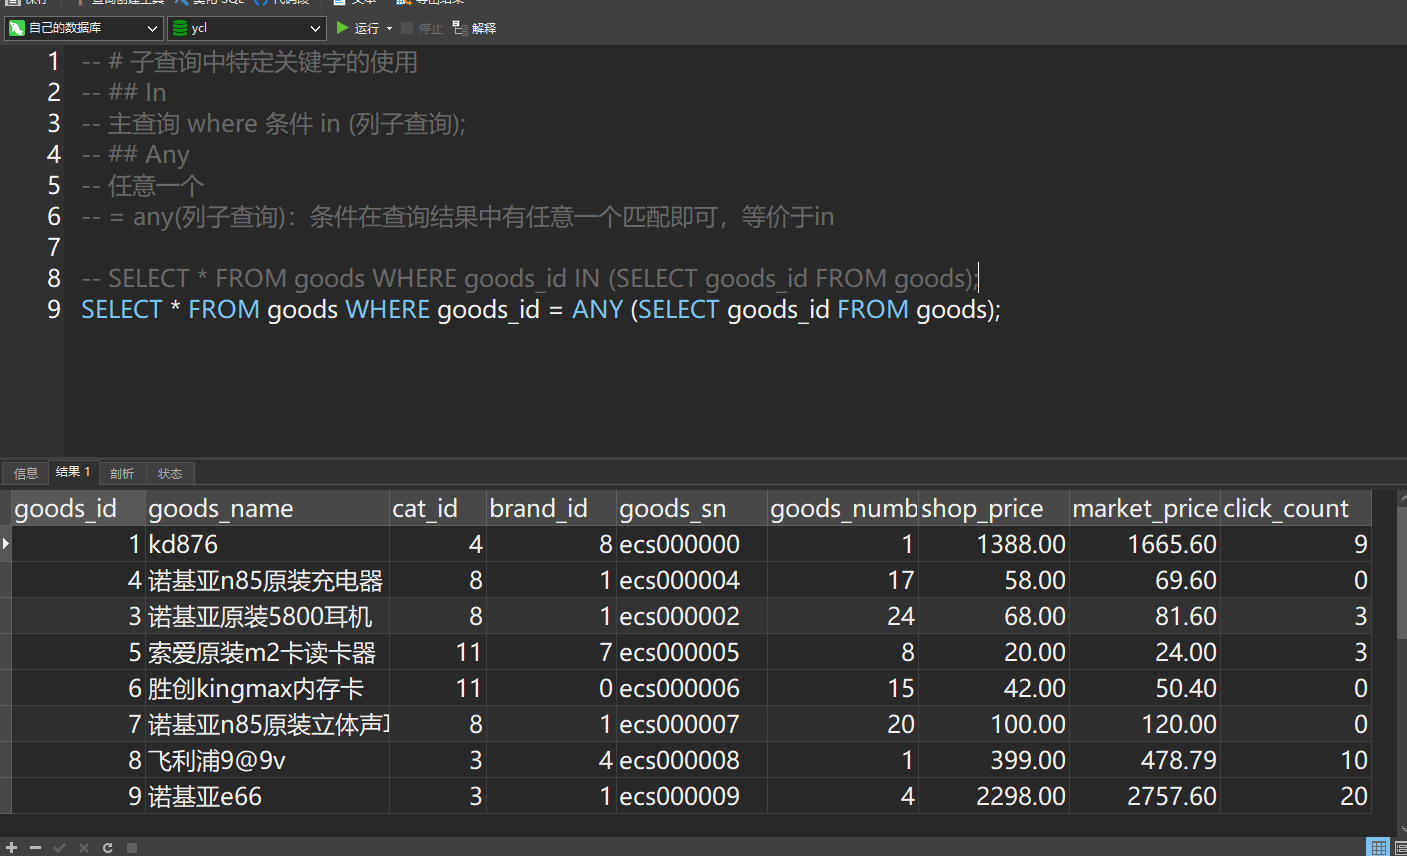 自己的数据库 ycl 运行 停止 解释
1 -- # 子查询中特定关键字的使用
2 -- ## In
3 -- 主查询 where 条件 in (列子查询);
4 -- ## Any
5 -- 任意一个
6 -- = any(列子查询)：条件在查询结果中有任意一个匹配即可，等价于in
7
8 -- SELECT * FROM goods WHERE goods_id IN (SELECT goods_id FROM goods);
9 SELECT * FROM goods WHERE goods_id = ANY (SELECT goods_id FROM goods);
信息 结果 1 剖析 状态
goods_id goods_name cat_id brand_id goods_sn goods_numb shop_price market_price click_count
1 kd876 4 8 ecs000000 1 1388.00 1665.60 9
4 诺基亚n85原装充电器 8 1 ecs000004 17 58.00 69.60 0
3 诺基亚原装5800耳机 8 1 ecs000002 24 68.00 81.60 3
5 索爱原装m2卡读卡器 11 7 ecs000005 8 20.00 24.00 3
6 胜创kingmax内存卡 11 0 ecs000006 15 42.00 50.40 0
7 诺基亚n85原装立体声 8 1 ecs000007 20 100.00 120.00 0
8 飞利浦9@9v 3 4 ecs000008 1 399.00 478.79 10
9 诺基亚e66 3 1 ecs000009 4 2298.00 2757.60 20